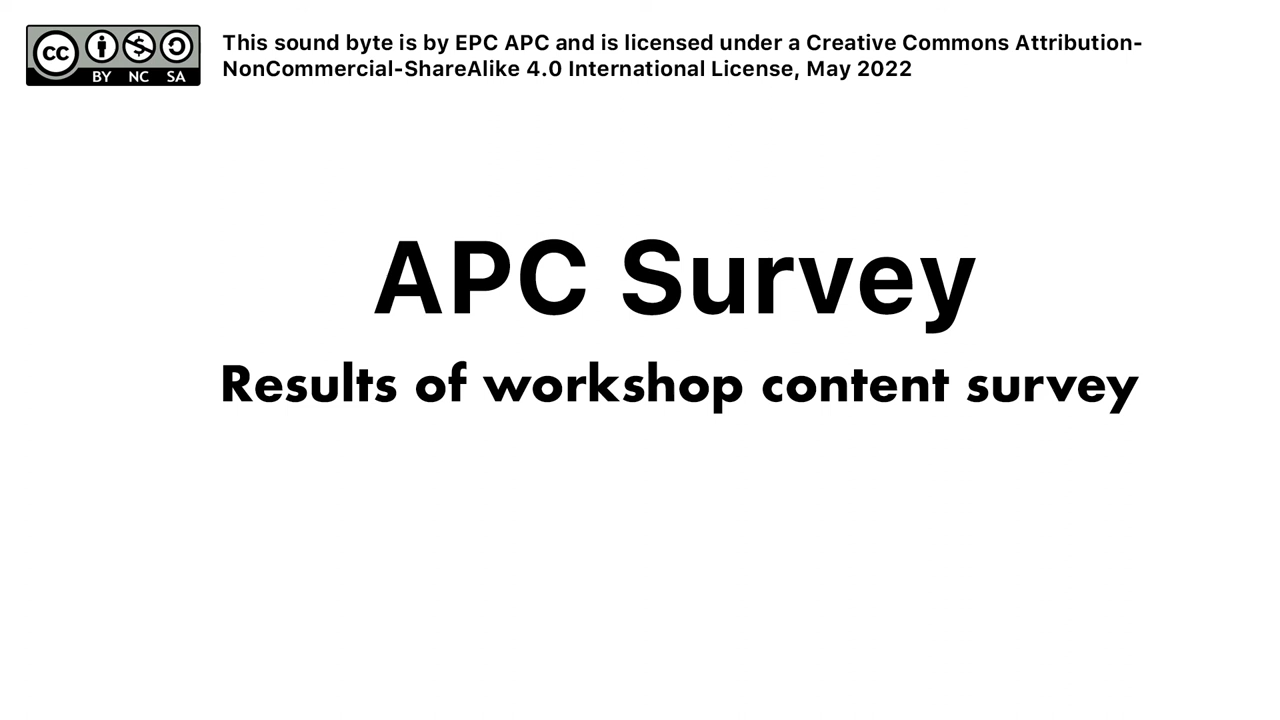 cc
BY NC SA
This sound byte is by EPC APC and is licensed under a Creative Commons Attribution-
NonCommercial-ShareAlike 4.0 International License, May 2022
APC Survey
Results of workshop content survey